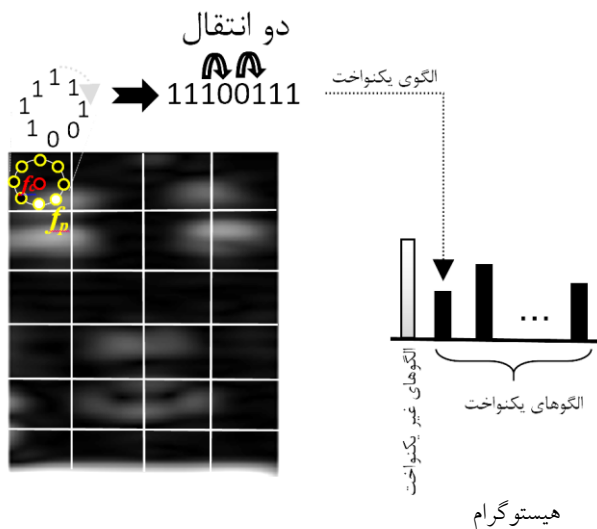 دو انتقال
1 1 1 1 1 0 0 1
11100111
الگوی یکنواخت
fc
fp
...
الگوهای غیر یکنواخت
الگوهای یکنواخت
هیستوگرام